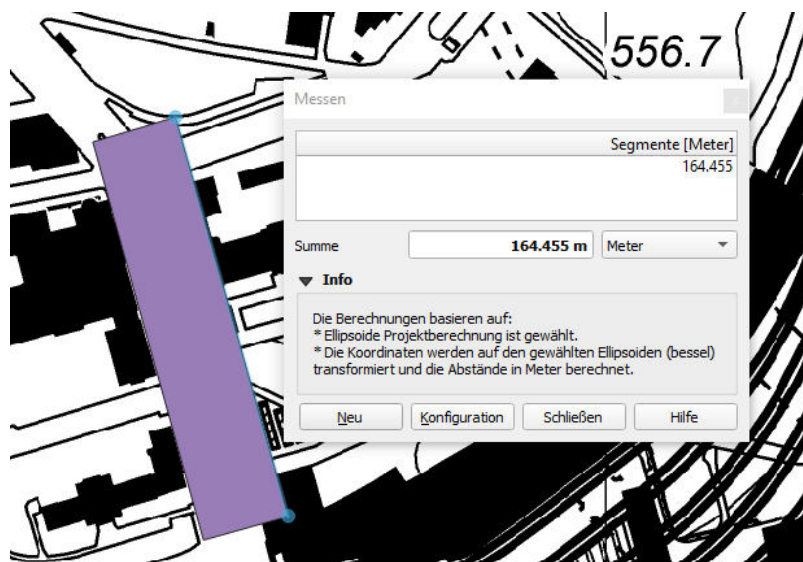 556.7
Messen
Segmente [Meter]
164.455
Summe 164.455 m Meter
Info
Die Berechnungen basieren auf:
* Ellipsoide Projektberechnung ist gewählt.
* Die Koordinaten werden auf den gewählten Ellipsoiden (bessel)
transformiert und die Abstände in Meter berechnet.
Neu Konfiguration Schließen Hilfe